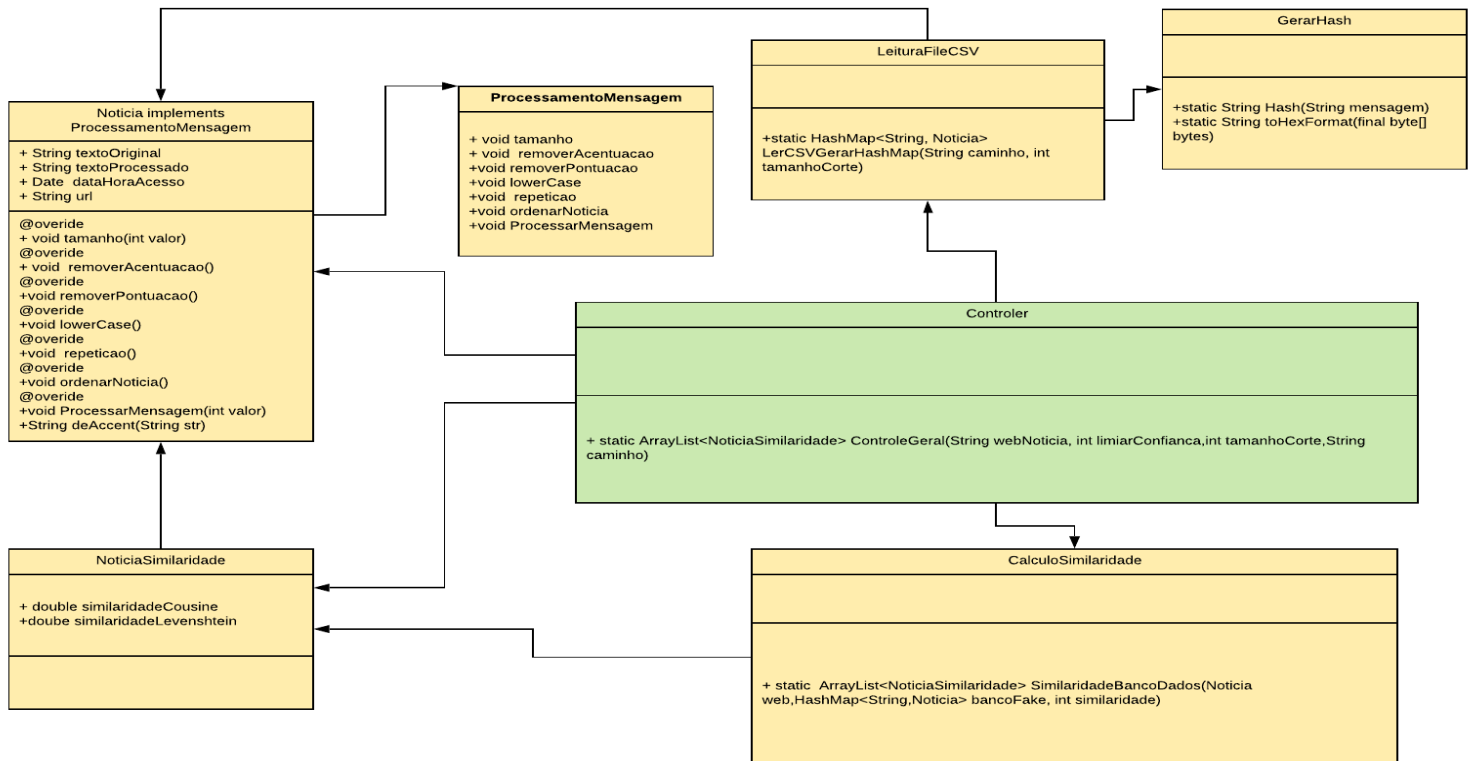 GerarHash
LeituraFileCSV
+static String Hash(String mensagem)
+static String toHexFormat(final byte[]
bytes)
+static HashMap<String, Noticia>
LerCSVGerarHashMap(String caminho, int
tamanhoCorte)
ProcessamentoMensagem
+ void tamanho
+ void  removerAcentuacao
+void removerPontuacao
+void lowerCase
+void  repeticao
+void ordenarNoticia
+void ProcessarMensagem
Noticia implements
ProcessamentoMensagem
+ String textoOriginal
+ String textoProcessado
+ Date  dataHoraAcesso
+ String url
@overide
+ void tamanho(int valor)
@overide
+ void  removerAcentuacao()
@overide
+void removerPontuacao()
@overide
+void lowerCase()
@overide
+void  repeticao()
@overide
+void ordenarNoticia()
@overide
+void ProcessarMensagem(int valor)
+String deAccent(String str)
Controler
+ static ArrayList<NoticiaSimilaridade> ControleGeral(String webNoticia, int limiarConfianca,int tamanhoCorte,String
caminho)
NoticiaSimilaridade
+ double similaridadeCousine
+doube similaridadeLevenshtein
CalculoSimilaridade
+ static  ArrayList<NoticiaSimilaridade> SimilaridadeBancoDados(Noticia
web,HashMap<String,Noticia> bancoFake, int similaridade)